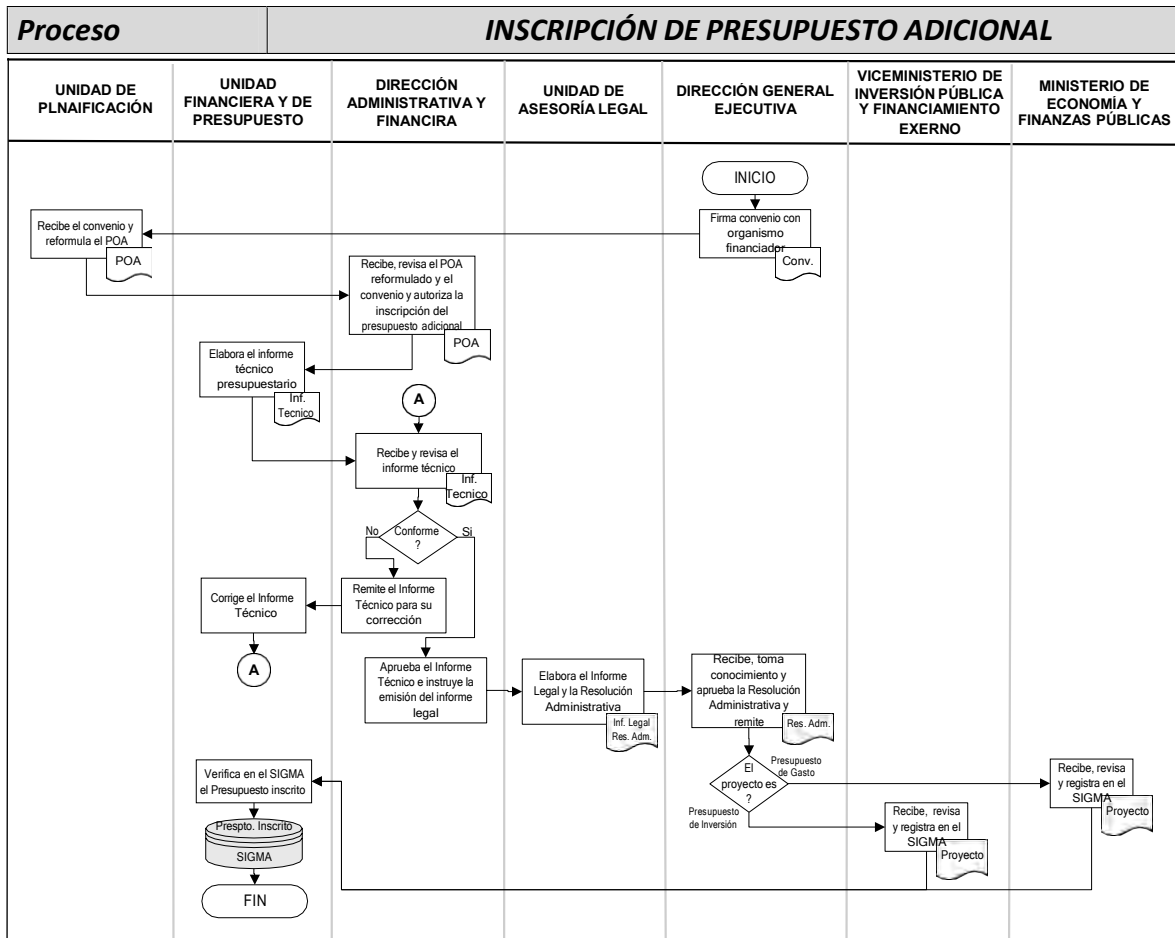 Proceso
INSCRIPCIÓN DE PRESUPUESTO ADICIONAL
UNIDAD DE
PLNAIFICACIÓN
UNIDAD
FINANCIERA Y DE
PRESUPUESTO
DIRECCIÓN
ADMINISTRATIVA Y
FINANCIRA
UNIDAD DE
ASESORÍA LEGAL
DIRECCIÓN GENERAL
EJECUTIVA
VICEMINISTERIO DE
INVERSIÓN PÚBLICA
Y FINANCIAMIENTO
EXERNO
MINISTERIO DE
ECONOMÍA Y
FINANZAS PÚBLICAS
INICIO
Firma convenio con
organismo
financiador
Conv.
Recibe el convenio y
reformula el POA
POA
Recibe, revisa el POA
reformulado y el
convenio y autoriza la
inscripción del
presupuesto adicional
POA
Elabora el informe
técnico
presupuestario
Inf.
Tecnico
A
Recibe y revisa el
informe técnico
Inf.
Tecnico
Conforme
?
No
Si
Remite el Informe
Técnico para su
corrección
Corrige el Informe
Técnico
A
Aprueba el Informe
Técnico e instruye la
emisión del informe
legal
Elabora el Informe
Legal y la Resolución
Administrativa
Inf. Legal
Res. Adm.
Recibe, toma
conocimiento y
aprueba la Resolución
Administrativa y
remite
Res. Adm.
El
proyecto es
?
Presupuesto
de Gasto
Presupuesto
de Inversión
Recibe, revisa
y registra en el
SIGMA
Proyecto
Recibe, revisa
y registra en el
SIGMA
Proyecto
Verifica en el SIGMA
el Presupuesto inscrito
Prespto. Inscrito
SIGMA
FIN